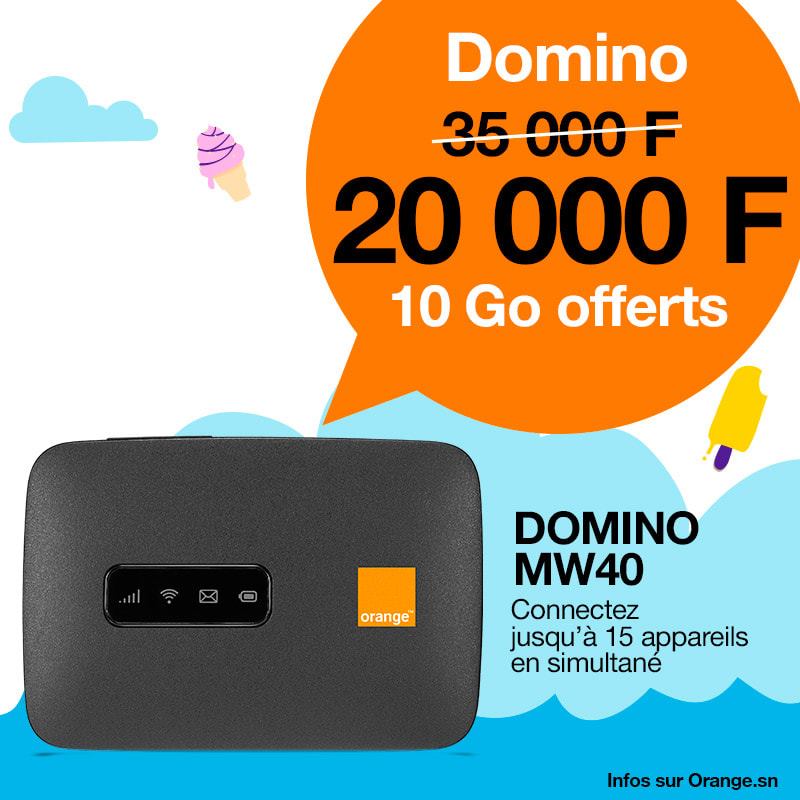 Domino
35 000 F
20 000 F
10 Go offerts
DOMINO
MW40
Connectez
jusqu'à 15 appareils
en simultané
orange™
Infos sur Orange.sn